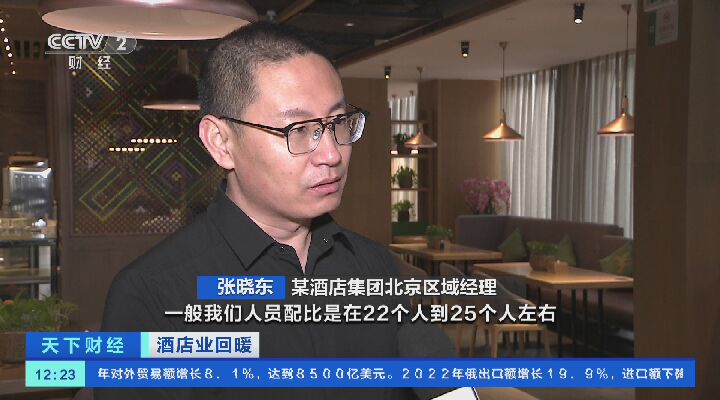 CCTV 2
财经
张晓东 某酒店集团北京区域经理
一般我们人员配比是在22个人到25个人左右
天下财经 酒店业回暖
12:23 年对外贸易额增长8.1%，达到8500亿美元。2022年俄出口额增长19.9%，进口额下